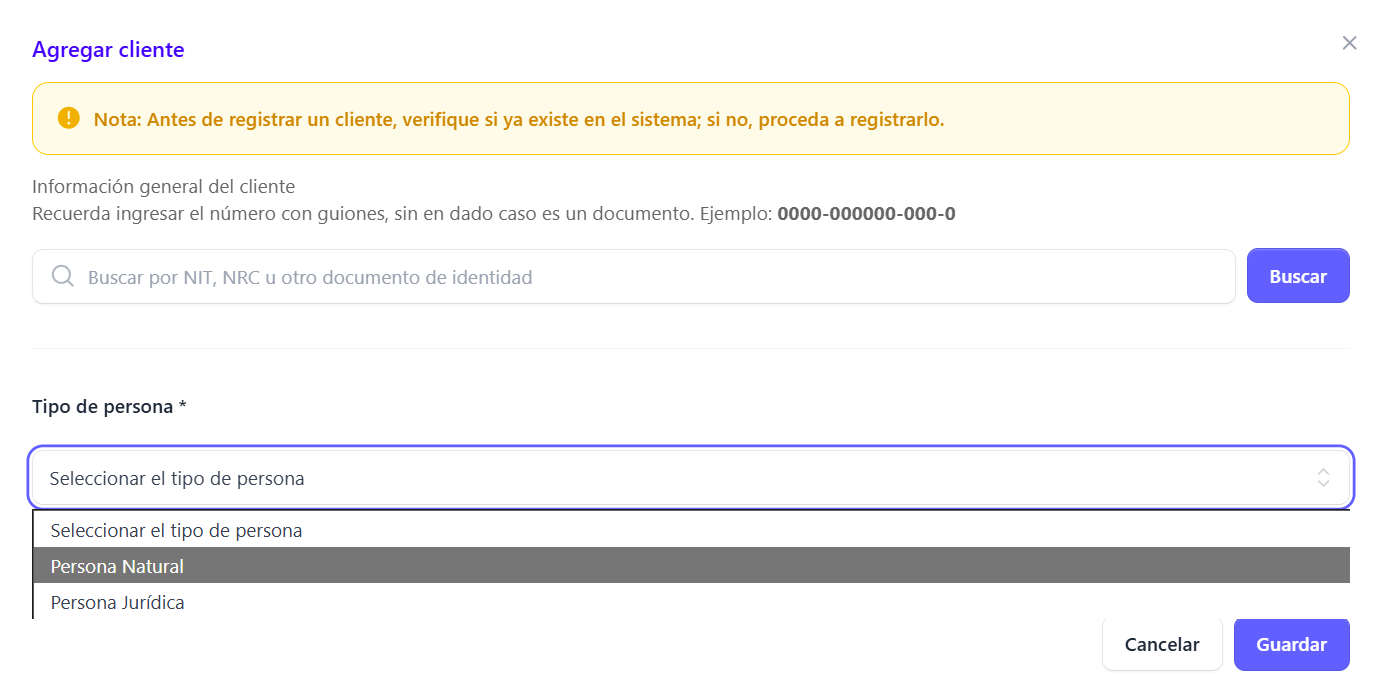 Agregar cliente
Nota: Antes de registrar un cliente, verifique si ya existe en el sistema; si no, proceda a registrarlo.
Información general del cliente
Recuerda ingresar el número con guiones, sin en dado caso es un documento. Ejemplo: 0000-000000-000-0
Buscar por NIT, NRC u otro documento de identidad
Buscar
Tipo de persona *
Seleccionar el tipo de persona
Seleccionar el tipo de persona
Persona Natural
Persona Jurídica
Cancelar
Guardar